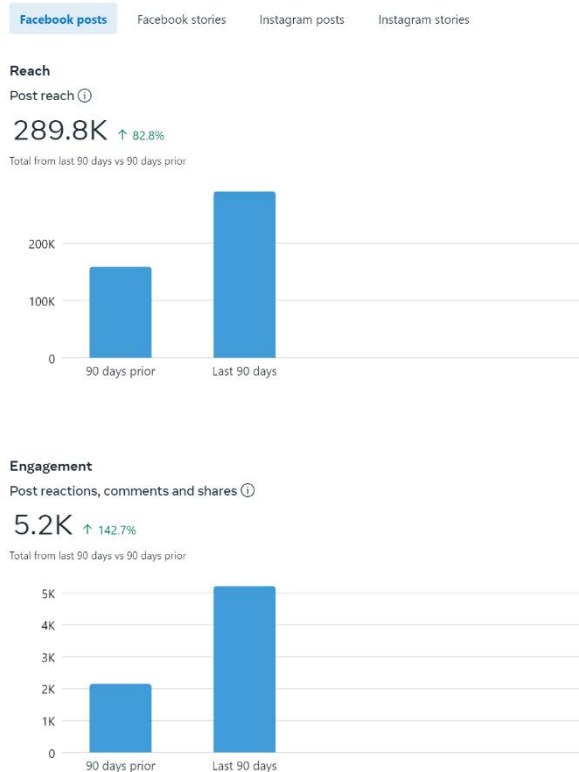 Facebook posts Facebook stories Instagram posts Instagram stories
Reach
Post reach
289.8K ↑ 82.8%
Total from last 90 days vs 90 days prior
200K
100K
0
90 days prior Last 90 days
Engagement
Post reactions, comments and shares
5.2K ↑ 142.7%
Total from last 90 days vs 90 days prior
5K
4K
3K
2K
1K
0
90 days prior Last 90 days